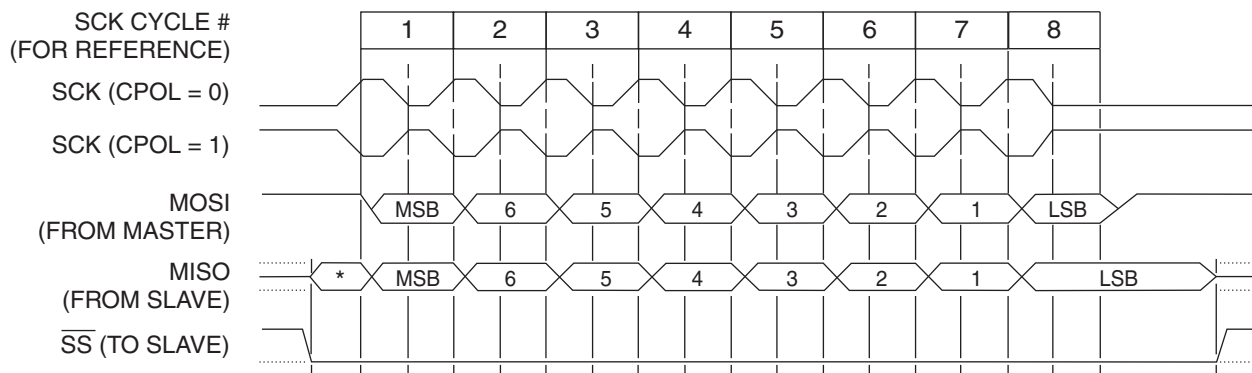 SCK CYCLE #
(FOR REFERENCE)
1 2 3 4 5 6 7 8
SCK (CPOL = 0)
SCK (CPOL = 1)
MOSI
(FROM MASTER)
MSB 6 5 4 3 2 1 LSB
MISO
(FROM SLAVE)
* MSB 6 5 4 3 2 1 LSB
SS (TO SLAVE)